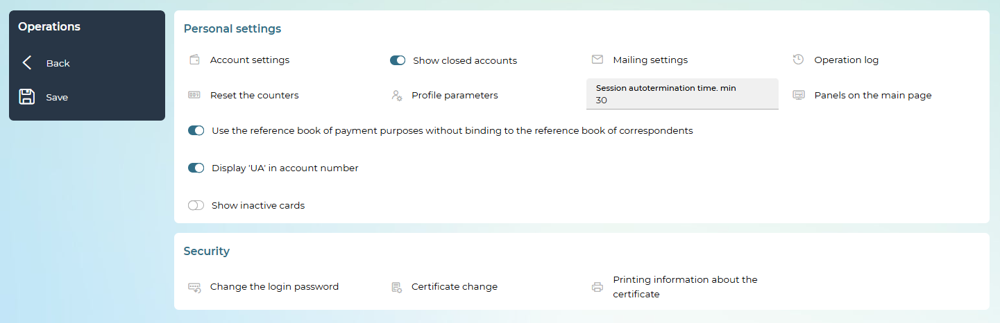 Operations
Back
Save
Personal settings
Account settings
Show closed accounts
Mailing settings
Operation log
Reset the counters
Profile parameters
Session autotermination time. min
30
Panels on the main page
Use the reference book of payment purposes without binding to the reference book of correspondents
Display 'UA' in account number
Show inactive cards
Security
Change the login password
Certificate change
Printing information about the
certificate